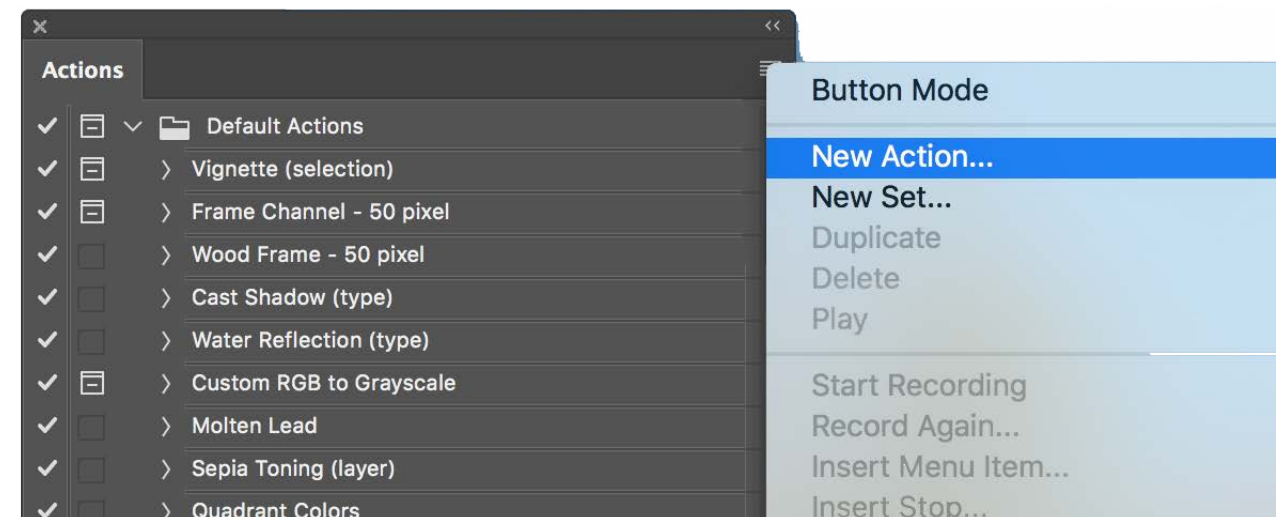 Actions
Default Actions
Vignette (selection)
Frame Channel - 50 pixel
Wood Frame - 50 pixel
Cast Shadow (type)
Water Reflection (type)
Custom RGB to Grayscale
Molten Lead
Sepia Toning (layer)
Quadrant Colors
Button Mode
New Action...
New Set...
Duplicate
Delete
Play
Start Recording
Record Again...
Insert Menu Item...
Insert Stop...